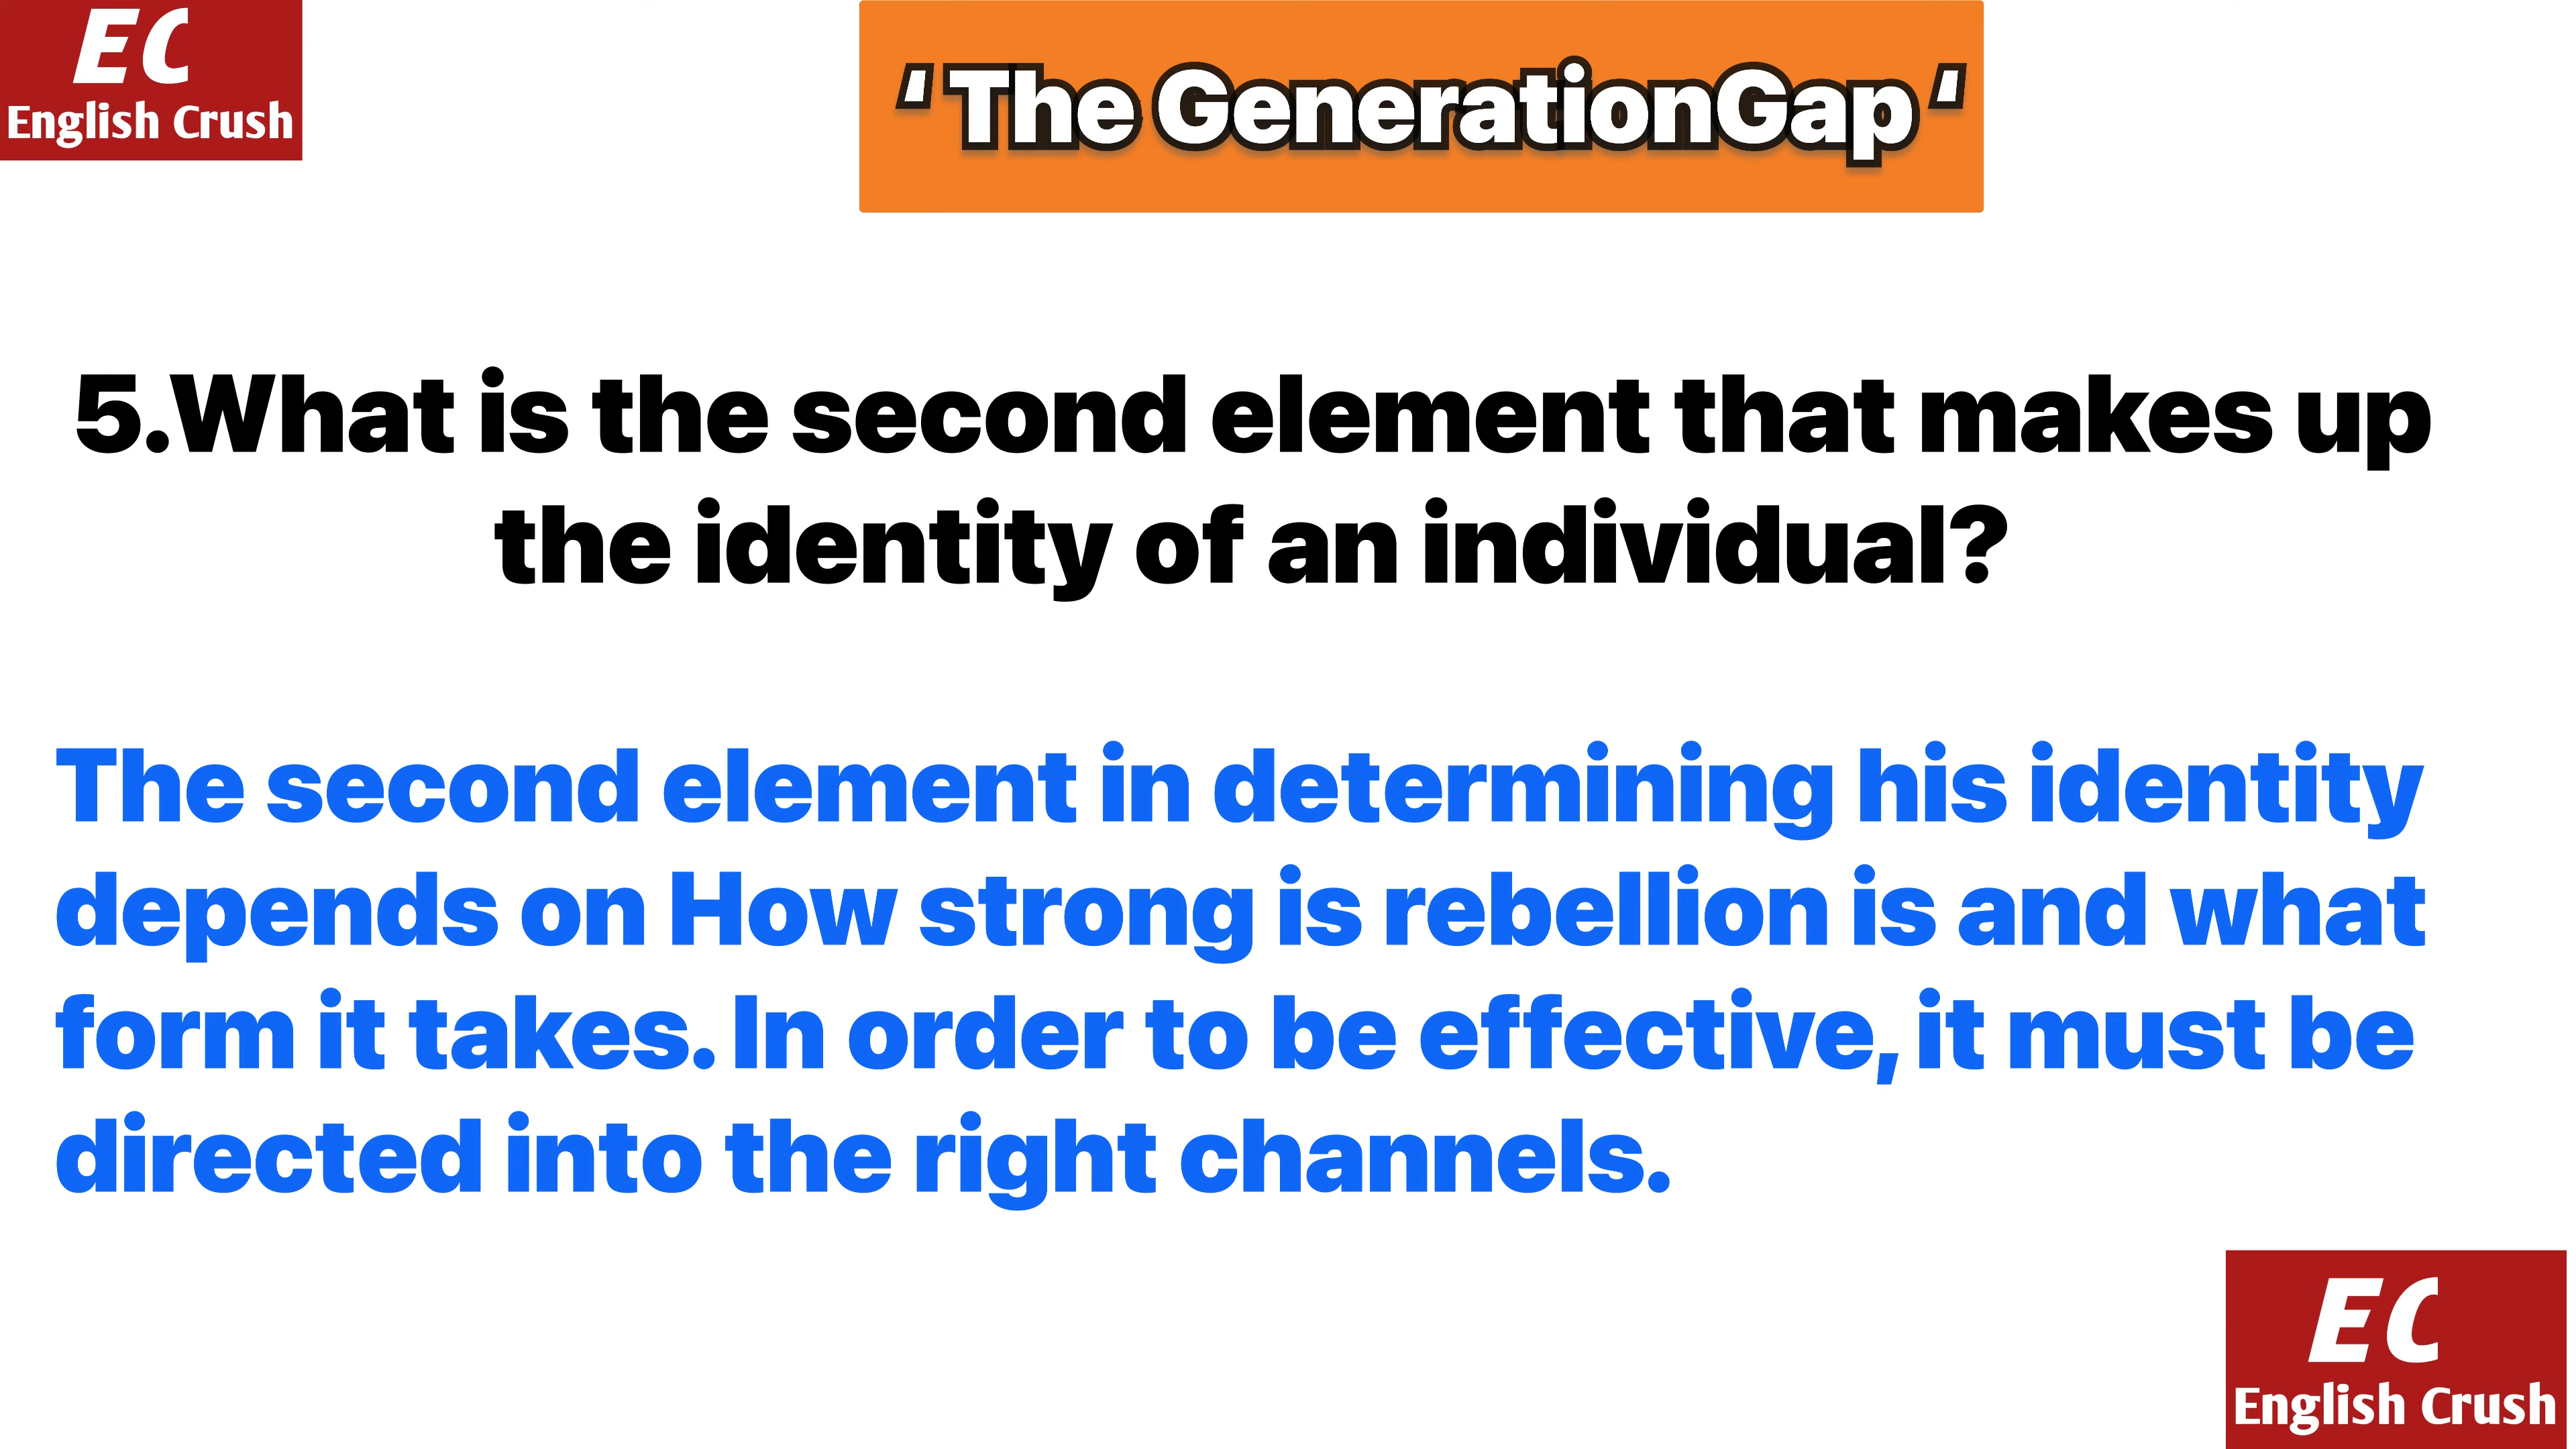 EC
English Crush
‘ The GenerationGap ‘
5.What is the second element that makes up
the identity of an individual?
The second element in determining his identity
depends on How strong is rebellion is and what
form it takes. In order to be effective, it must be
directed into the right channels.
EC
English Crush